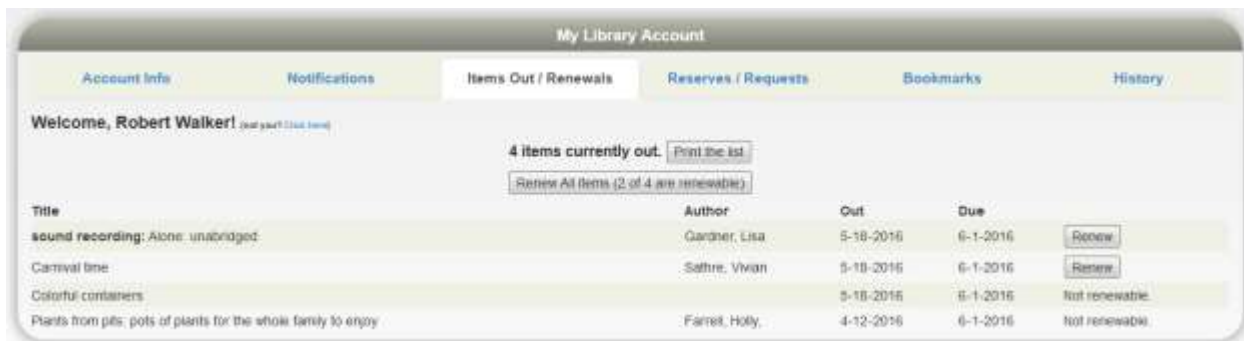 My Library Account
Account Info Notifications Items Out / Renewals Reserves / Requests Bookmarks History
Welcome, Robert Walker! (not you? Click here)
4 items currently out. Print the list
Renew All Items (2 of 4 are renewable)
Title Author Out Due
sound recording: Alone: unabridged Gardner, Lisa 5-18-2016 6-1-2016 Renew
Carnival time Sathre, Vivian 5-18-2016 6-1-2016 Renew
Colorful containers 5-18-2016 6-1-2016 Not renewable.
Plants from pits: pots of plants for the whole family to enjoy Farrell, Holly, 4-12-2016 6-1-2016 Not renewable.